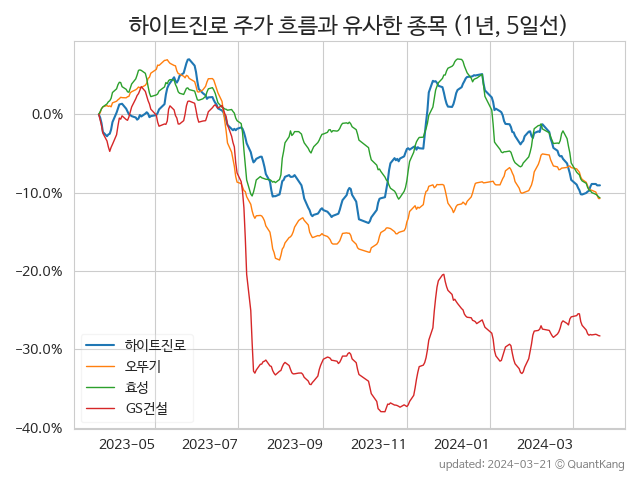 하이트진로 주가 흐름과 유사한 종목 (1년, 5일선)
0.0%
−10.0%
−20.0%
−30.0%
−40.0%
하이트진로
오뚜기
효성
GS건설
2023-05
2023-07
2023-09
2023-11
2024-01
2024-03
updated: 2024-03-21 © QuantKang